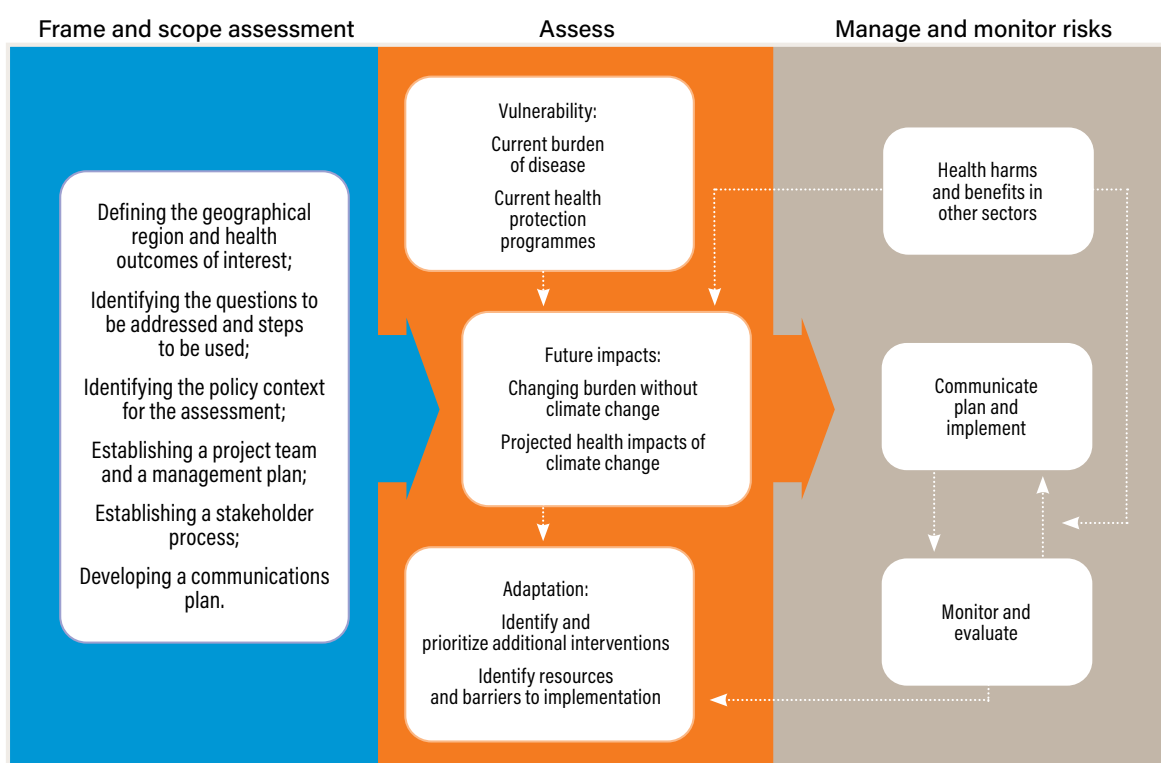 Frame and scope assessment
Assess
Manage and monitor risks
Defining the geographical
region and health
outcomes of interest;
Identifying the questions to
be addressed and steps
to be used;
Identifying the policy context
for the assessment;
Establishing a project team
and a management plan;
Establishing a stakeholder
process;
Developing a communications
plan.
Vulnerability:
Current burden
of disease
Current health
protection
programmes
Future impacts:
Changing burden without
climate change
Projected health impacts of
climate change
Adaptation:
Identify and
prioritize additional interventions
Identify resources
and barriers to implementation
Health harms
and benefits in
other sectors
Communicate
plan and
implement
Monitor and
evaluate